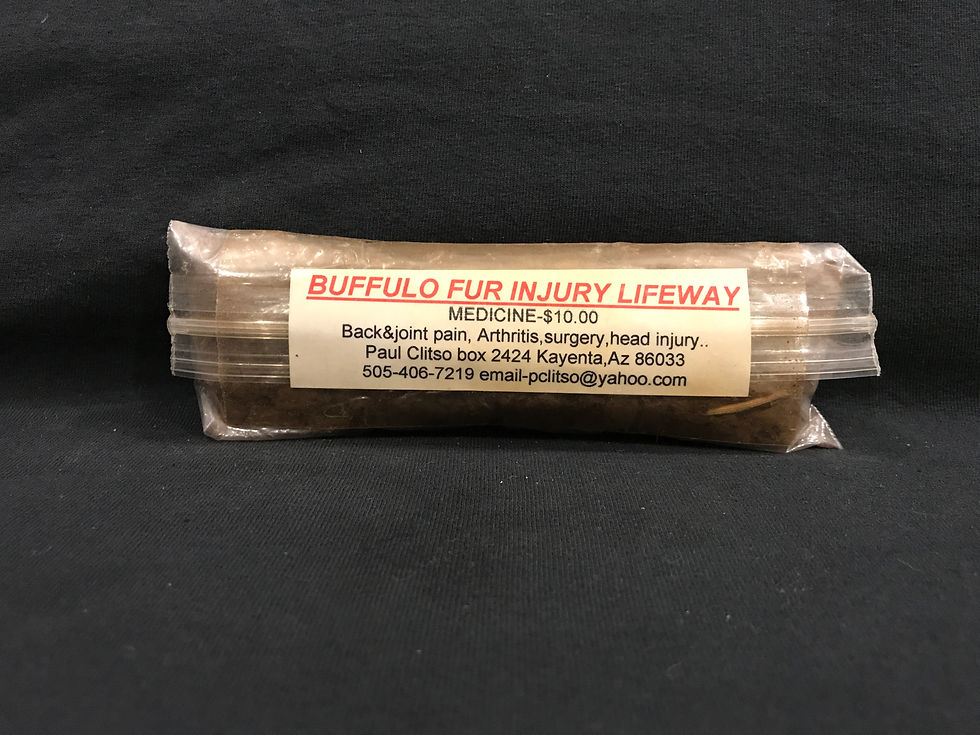 BUFFULO FUR INJURY LIFEWAY
MEDICINE-$10.00
Back&joint pain, Arthritis,surgery,head injury..
Paul Clitso box 2424 Kayenta,Az 86033
505-406-7219 email-pclitso@yahoo.com